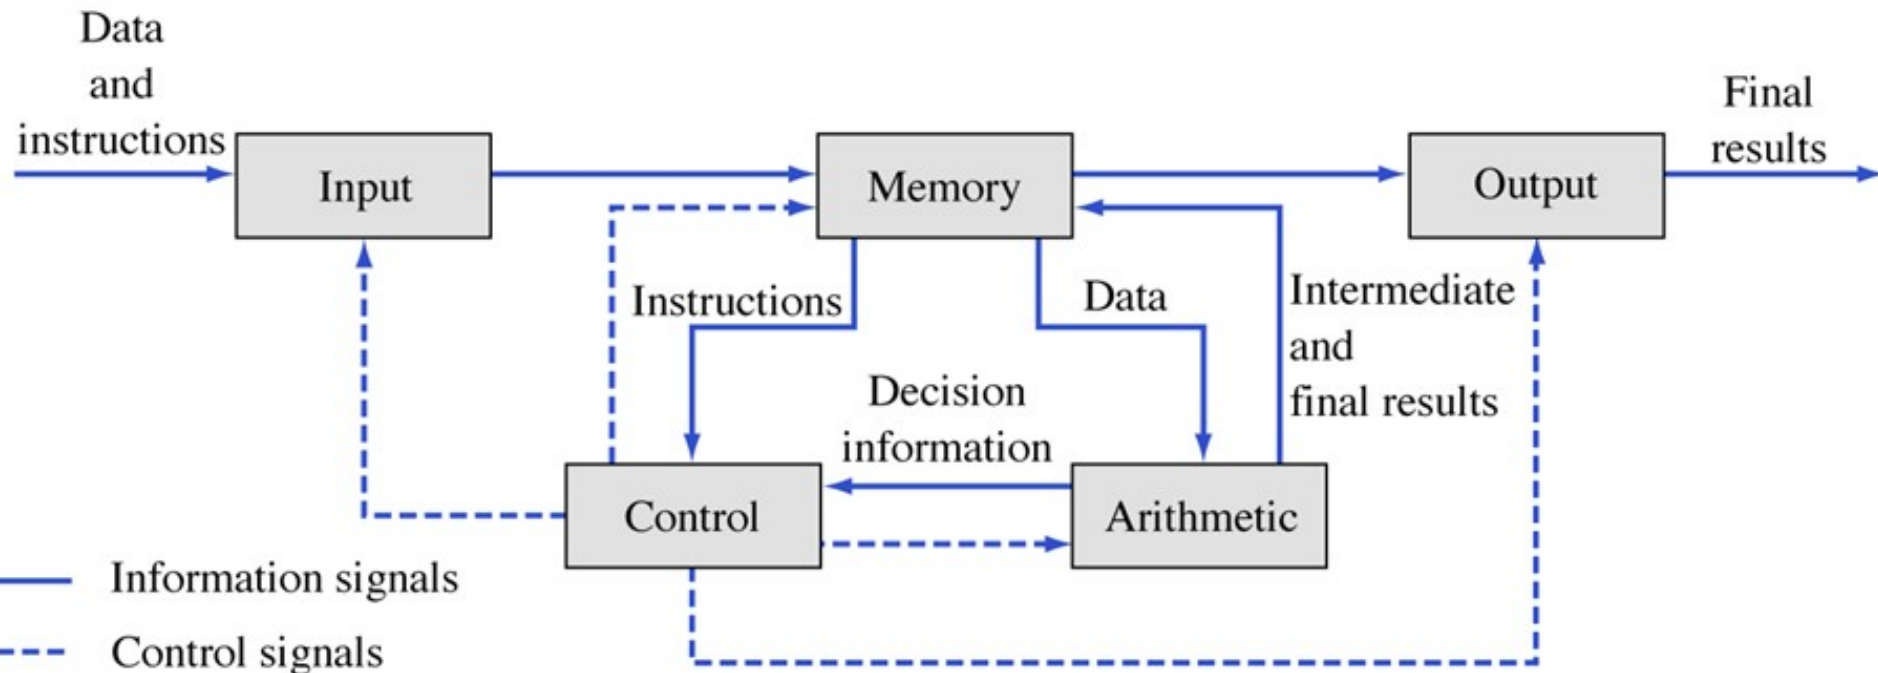 Data
and
instructions
Input
Memory
Output
Final
results
Instructions
Data
Intermediate
and
final results
Decision
information
Control
Arithmetic
Information signals
Control signals